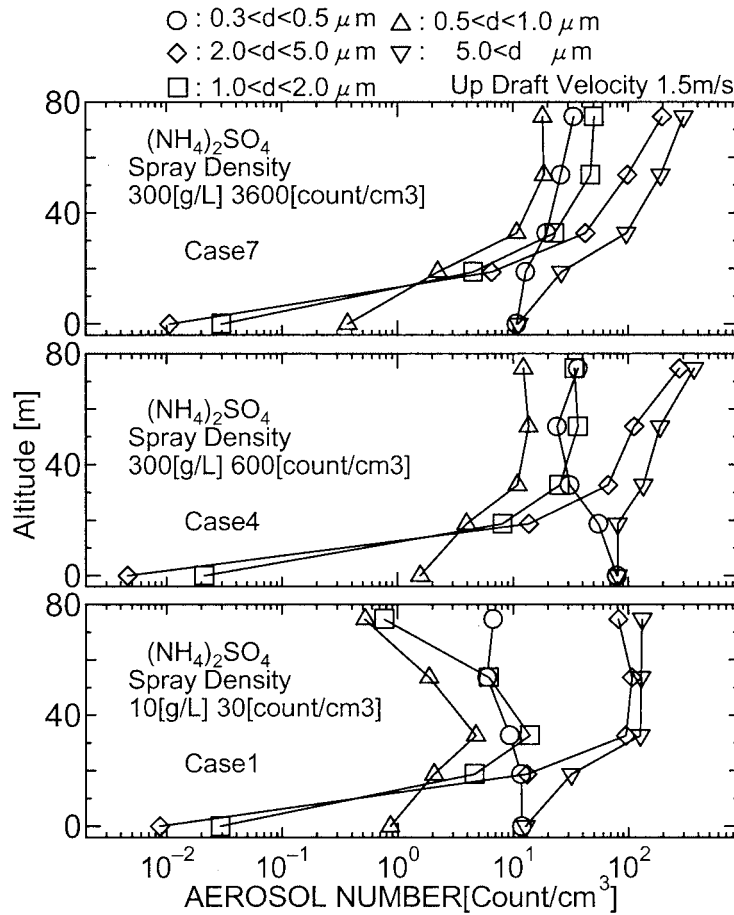 ○ : 0.3<d<0.5 μm △ : 0.5<d<1.0 μm
◇ : 2.0<d<5.0 μm ▽ : 5.0<d μm
□ : 1.0<d<2.0 μm Up Draft Velocity 1.5m/s
80
(NH₄)₂SO₄
Spray Density
300[g/L] 3600[count/cm3]
40
Case7
0
80
(NH₄)₂SO₄
Spray Density
300[g/L] 600[count/cm3]
40
Case4
0
Altitude [m]
80
(NH₄)₂SO₄
Spray Density
10[g/L] 30[count/cm3]
40
Case1
0
10⁻² 10⁻¹ 10⁰ 10¹ 10²
AEROSOL NUMBER[Count/cm³]